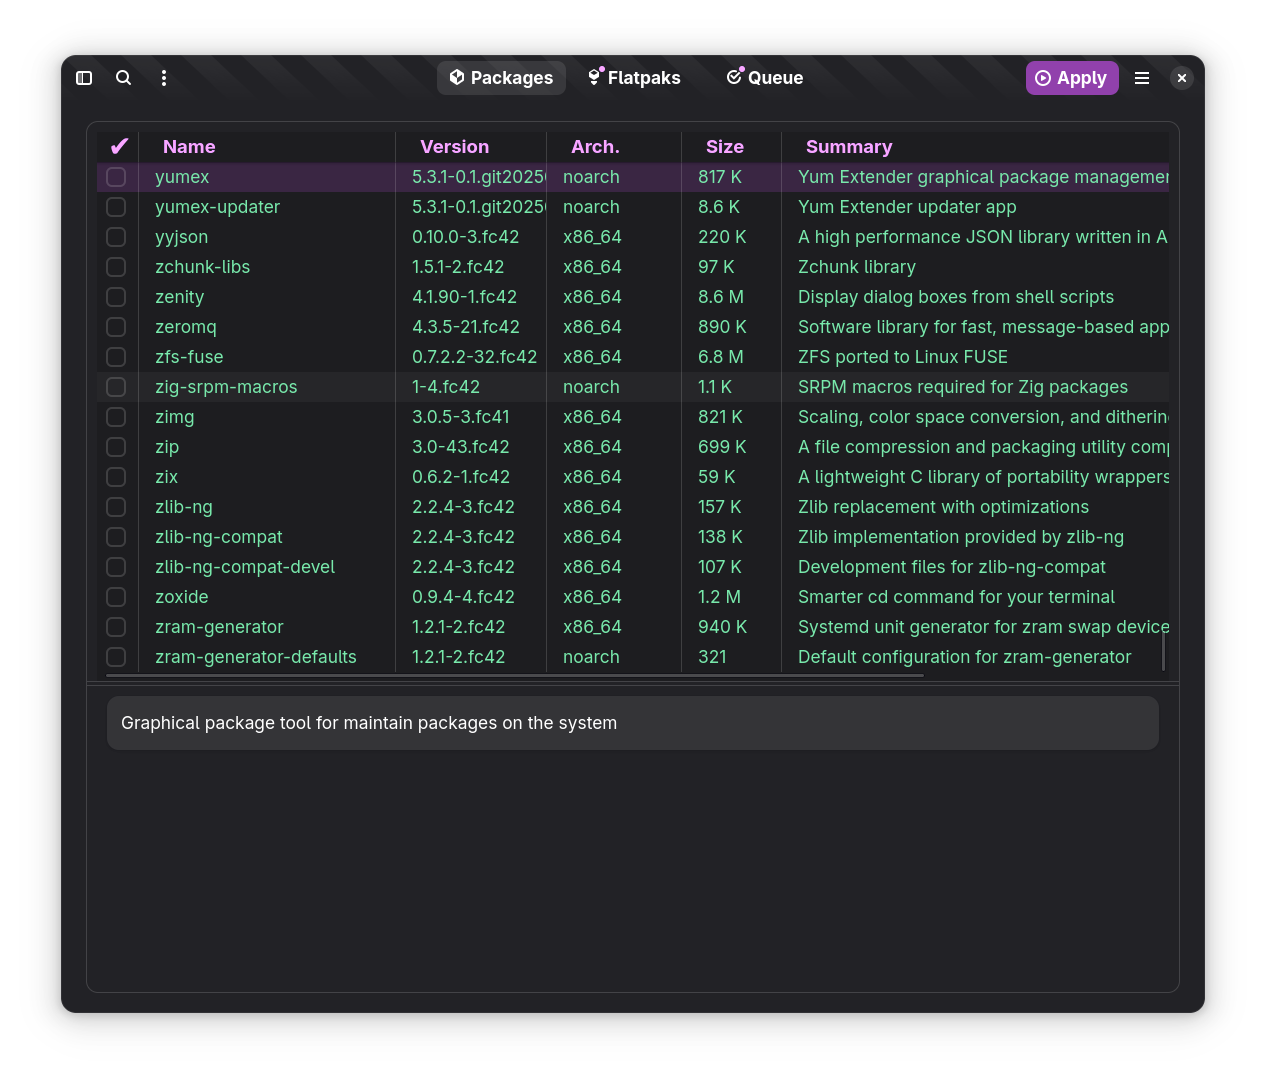 Packages Flatpaks Queue Apply
✔ Name Version Arch. Size Summary
yumex 5.3.1-0.1.git2025 noarch 817 K Yum Extender graphical package
yumex-updater 5.3.1-0.1.git2025 noarch 8.6 K Yum Extender updater app
yyjson 0.10.0-3.fc42 x86_64 220 K A high performance JSON library written in A
zchunk-libs 1.5.1-2.fc42 x86_64 97 K Zchunk library
zenity 4.1.90-1.fc42 x86_64 8.6 M Display dialog boxes from shell scripts
zeromq 4.3.5-21.fc42 x86_64 890 K Software library for fast, message-based app
zfs-fuse 0.7.2.2-32.fc42 x86_64 6.8 M ZFS ported to Linux FUSE
zig-srpm-macros 1-4.fc42 noarch 1.1 K SRPM macros required for Zig packages
zimg 3.0.5-3.fc41 x86_64 821 K Scaling, color space conversion, and
zip 3.0-43.fc42 x86_64 699 K A file compression and packaging utility
zix 0.6.2-1.fc42 x86_64 59 K A lightweight C library of portability wrappers
zlib-ng 2.2.4-3.fc42 x86_64 157 K Zlib replacement with optimizations
zlib-ng-compat 2.2.4-3.fc42 x86_64 138 K Zlib implementation provided by zlib-ng
zlib-ng-compat-devel 2.2.4-3.fc42 x86_64 107 K Development files for zlib-ng-compat
zoxide 0.9.4-4.fc42 x86_64 1.2 M Smarter cd command for your terminal
zram-generator 1.2.1-2.fc42 x86_64 940 K Systemd unit generator for zram swap device
zram-generator-defaults 1.2.1-2.fc42 noarch 321 Default configuration for zram-generator
Graphical package tool for maintain packages on the system